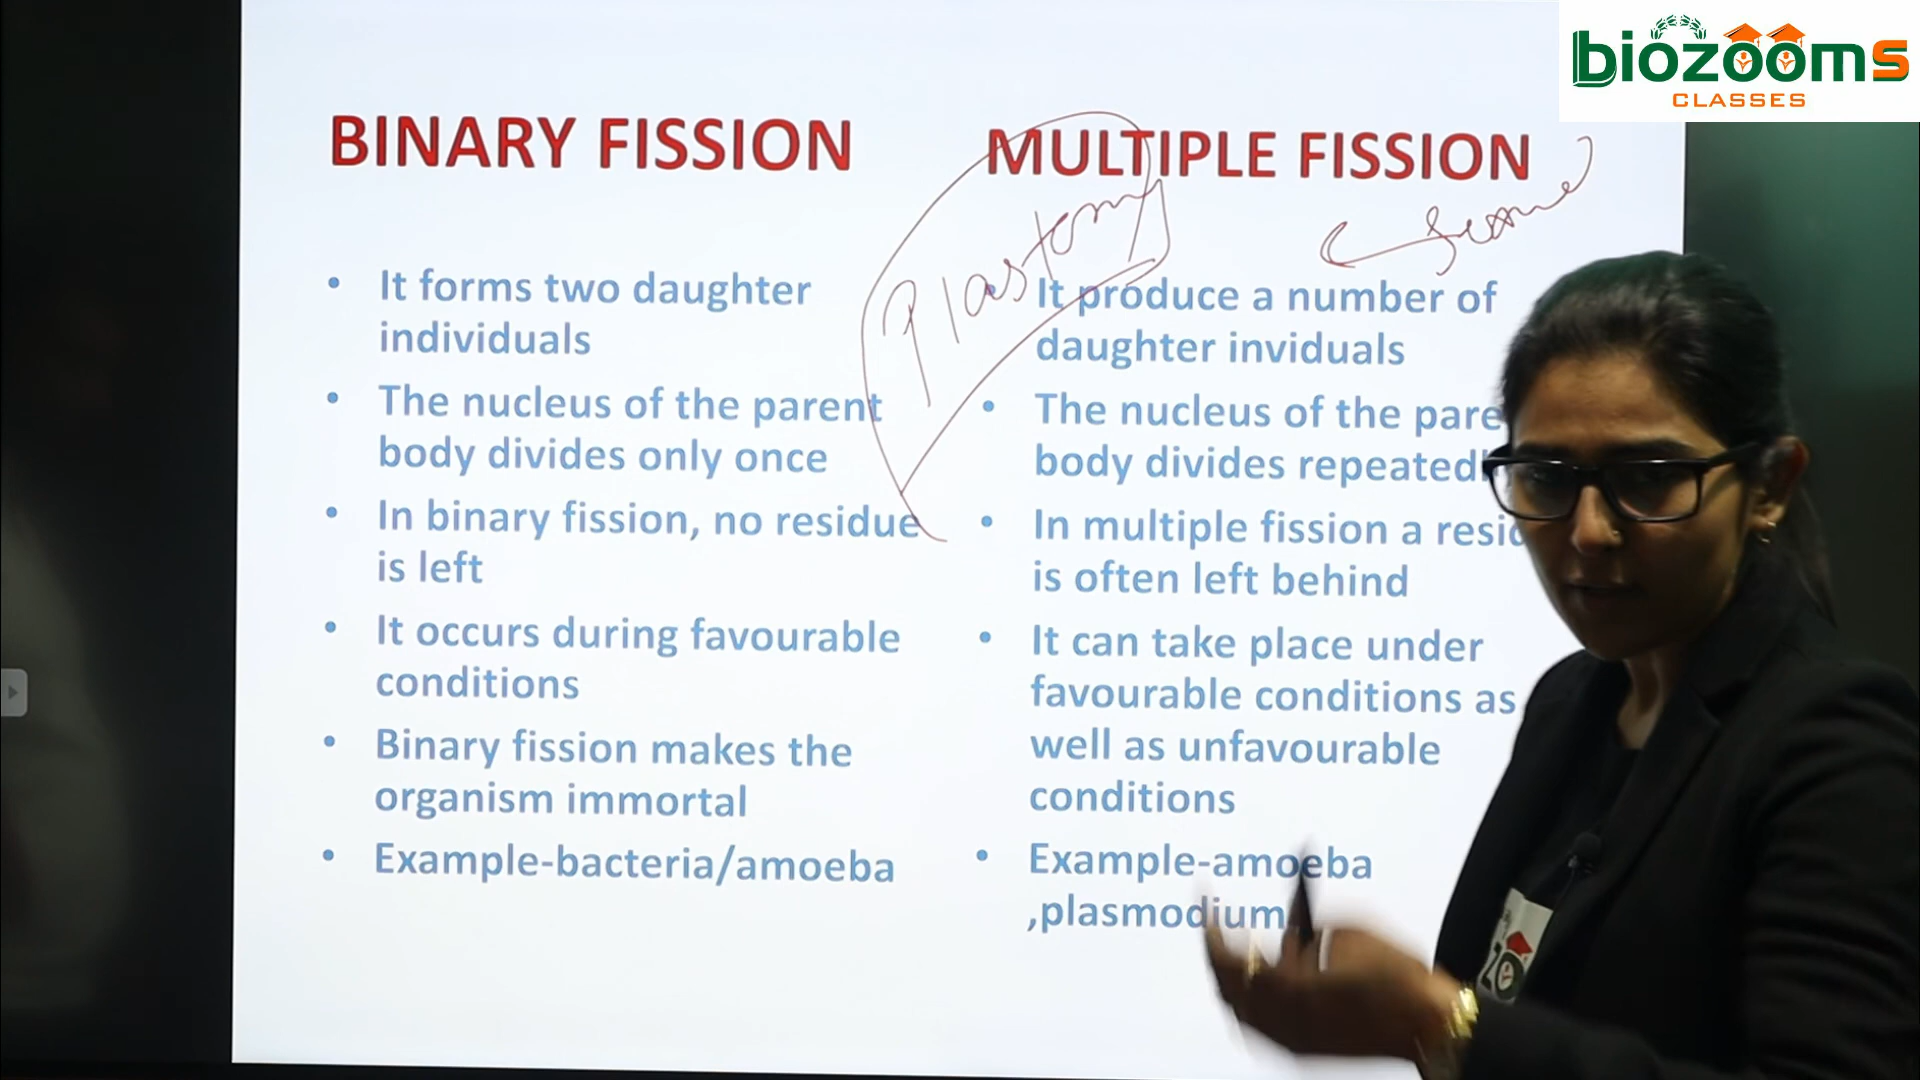 biozooms
CLASSES
BINARY FISSION
• It forms two daughter
individuals
• The nucleus of the parent
body divides only once
• In binary fission, no residue
is left
• It occurs during favourable
conditions
• Binary fission makes the
organism immortal
• Example-bacteria/amoeba
Plastomy
MULTIPLE FISSION
• It produce a number of
daughter inviduals
• The nucleus of the pare
body divides repeatedl
• In multiple fission a resid
is often left behind
• It can take place under
favourable conditions as
well as unfavourable
conditions
• Example-amoeba
,plasmodium